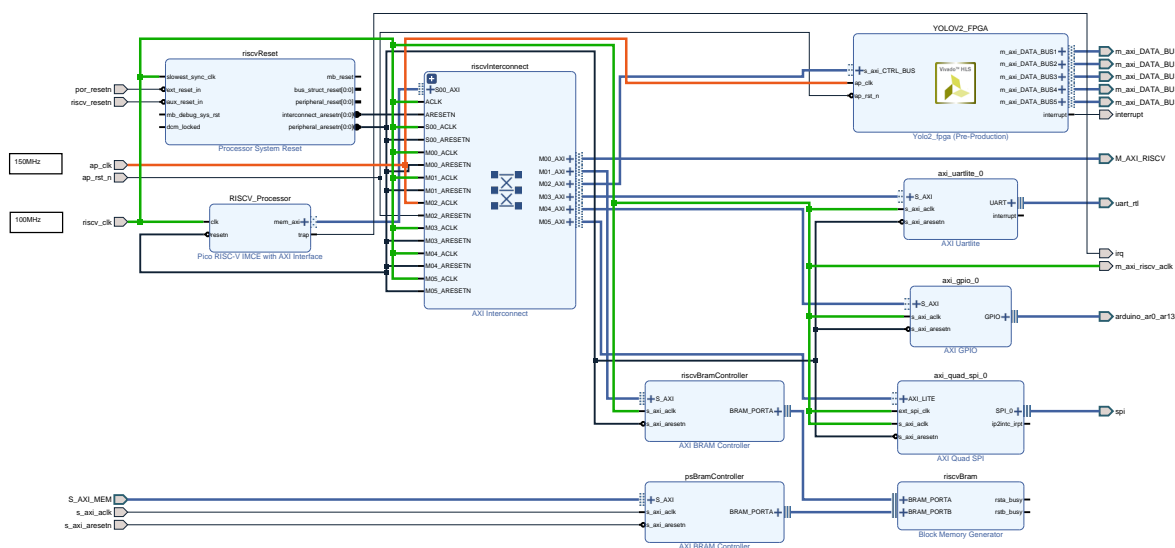 150MHz
100MHz
por_resetn
riscv_resetn
ap_clk
ap_rst_n
riscv_clk
S_AXI_MEM
s_axi_aclk
s_axi_aresetn
riscvReset
slowest_sync_clk
ext_reset_in
aux_reset_in
mb_debug_sys_rst
dcm_locked
mb_reset
bus_struct_reset[0:0]
peripheral_reset[0:0]
interconnect_aresetn[0:0]
peripheral_aresetn[0:0]
Processor System Reset
RISCV_Processor
clk
resetn
mem_axi
trap
Pico RISC-V IMCE with AXI Interface
riscvInterconnect
S00_AXI
ACLK
ARESETN
S00_ACLK
S00_ARESETN
M00_ACLK
M00_ARESETN
M01_ACLK
M01_ARESETN
M02_ACLK
M02_ARESETN
M03_ACLK
M03_ARESETN
M04_ACLK
M04_ARESETN
M05_ACLK
M05_ARESETN
M00_AXI
M01_AXI
M02_AXI
M03_AXI
M04_AXI
M05_AXI
AXI Interconnect
riscvBramController
S_AXI
s_axi_aclk
s_axi_aresetn
BRAM_PORTA
AXI BRAM Controller
psBramController
S_AXI
s_axi_aclk
s_axi_aresetn
BRAM_PORTA
AXI BRAM Controller
YOLOV2_FPGA
s_axi_CTRL_BUS
ap_clk
ap_rst_n
Vivado™ HLS
m_axi_DATA_BUS1
m_axi_DATA_BUS2
m_axi_DATA_BUS3
m_axi_DATA_BUS4
m_axi_DATA_BUS5
interrupt
Yolo2_fpga (Pre-Production)
axi_uartlite_0
S_AXI
s_axi_aclk
s_axi_aresetn
UART
interrupt
AXI Uartlite
axi_gpio_0
S_AXI
s_axi_aclk
s_axi_aresetn
GPIO
AXI GPIO
axi_quad_spi_0
AXI_LITE
ext_spi_clk
s_axi_aclk
s_axi_aresetn
SPI_0
ip2intc_irpt
AXI Quad SPI
riscvBram
BRAM_PORTA
BRAM_PORTB
rsta_busy
rstb_busy
Block Memory Generator
m_axi_DATA_BU
m_axi_DATA_BU
m_axi_DATA_BU
m_axi_DATA_BU
m_axi_DATA_BU
interrupt
M_AXI_RISCV
uart_rtl
irq
m_axi_riscv_aclk
arduino_ar0_ar13
spi